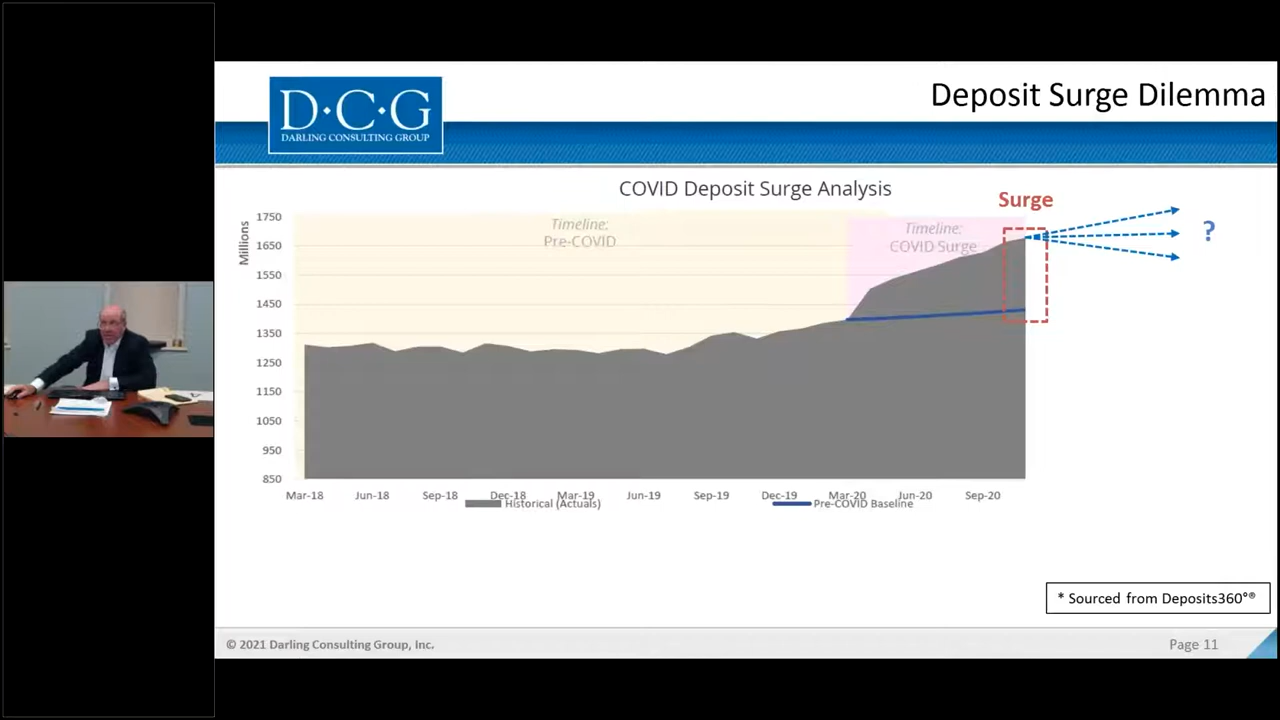 D·C·G
DARLING CONSULTING GROUP
Deposit Surge Dilemma
COVID Deposit Surge Analysis
Surge
Millions
1750
1650
1550
1450
1350
1250
1150
1050
950
850
Timeline:
Pre-COVID
Timeline:
COVID Surge
?
Mar-18 Jun-18 Sep-18 Dec-18 Mar-19 Jun-19 Sep-19 Dec-19 Mar-20 Jun-20 Sep-20
Historical (Actuals) Pre-COVID Baseline
* Sourced from Deposits360°®
© 2021 Darling Consulting Group, Inc.
Page 11